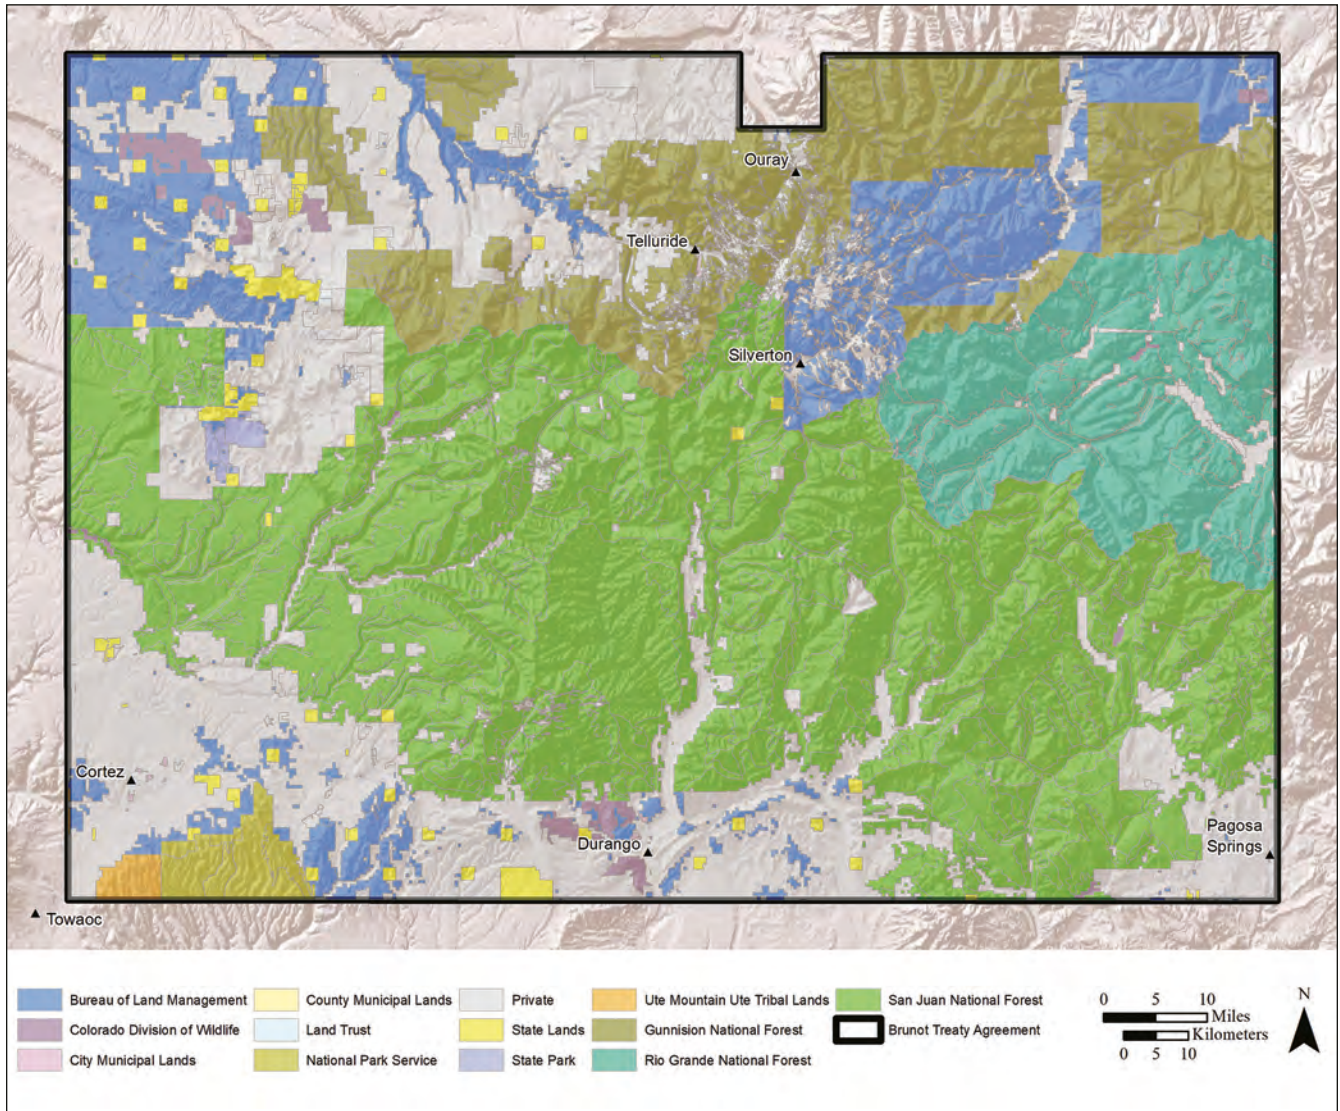 Ouray
Telluride
Silverton
Cortez
Durango
Pagosa
Springs
Towaoc
Bureau of Land Management
County Municipal Lands
Private
Ute Mountain Ute Tribal Lands
San Juan National Forest
Colorado Division of Wildlife
Land Trust
State Lands
Gunnision National Forest
Brunot Treaty Agreement
City Municipal Lands
National Park Service
State Park
Rio Grande National Forest
0 5 10
Miles
Kilometers
0 5 10
N